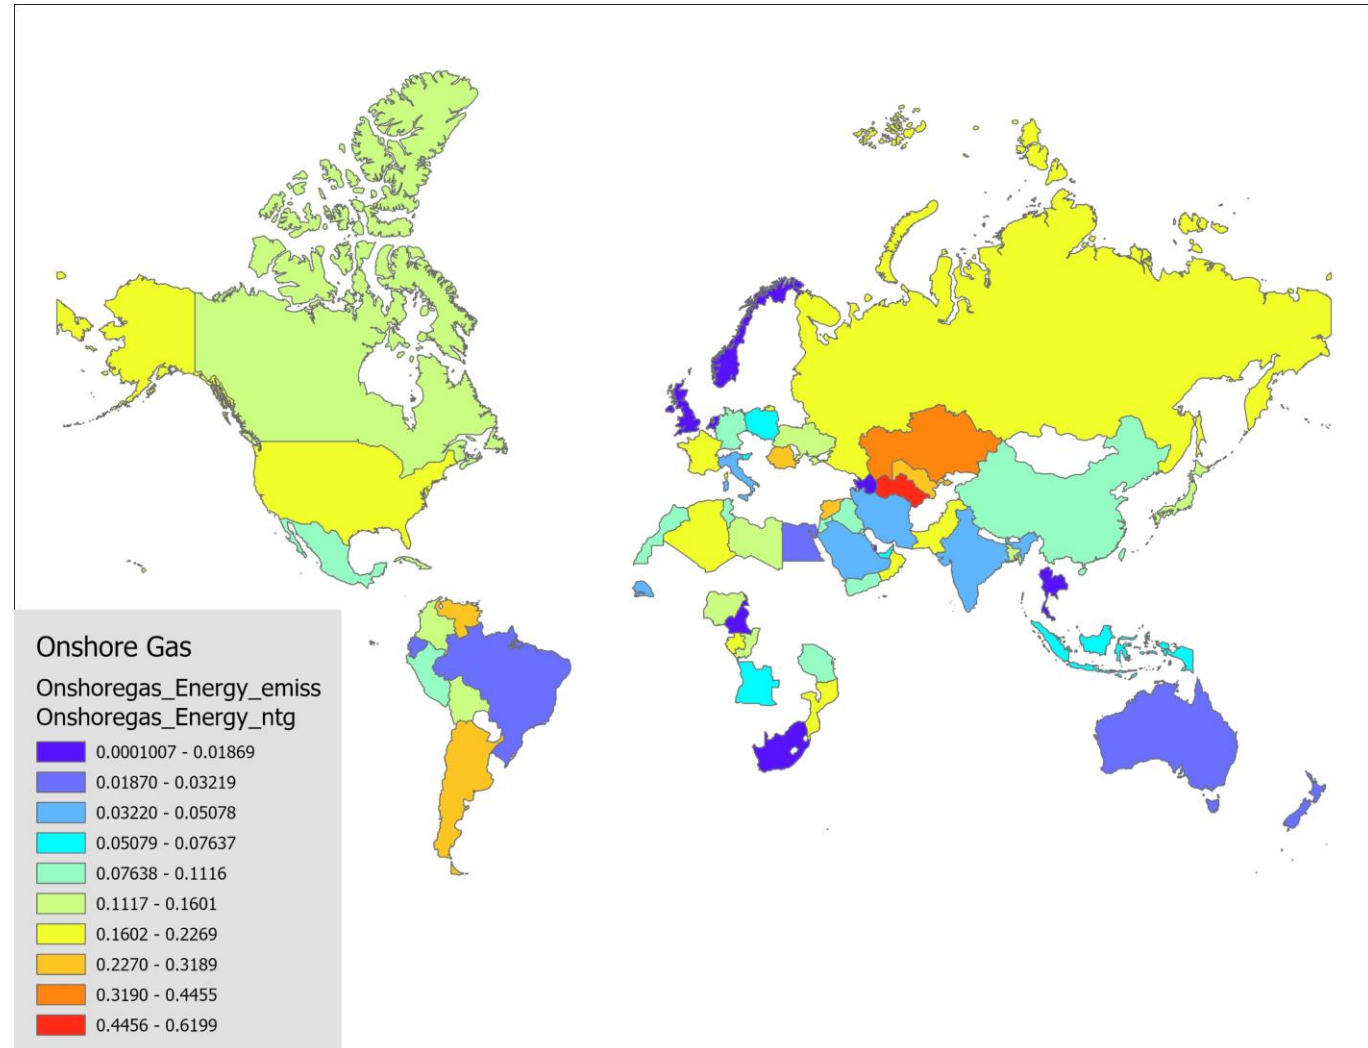 Onshore Gas
Onshoregas_Energy_emiss
Onshoregas_Energy_ntg
0.0001007 - 0.01869
0.01870 - 0.03219
0.03220 - 0.05078
0.05079 - 0.07637
0.07638 - 0.1116
0.1117 - 0.1601
0.1602 - 0.2269
0.2270 - 0.3189
0.3190 - 0.4455
0.4456 - 0.6199